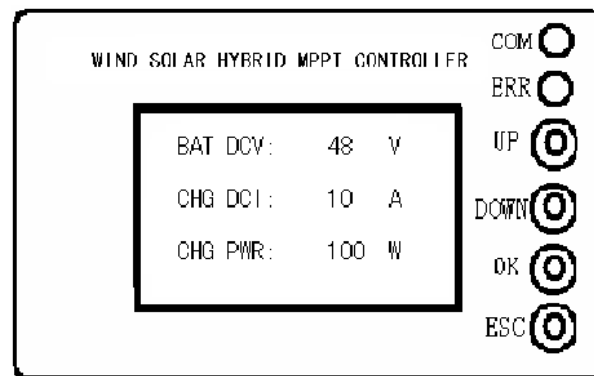 WIND SOLAR HYBRID MPPT CONTROLLER
COM
ERR
BAT DCV: 48 V
UP
CHG DCI: 10 A
DOWN
CHG PWR: 100 W
OK
ESC